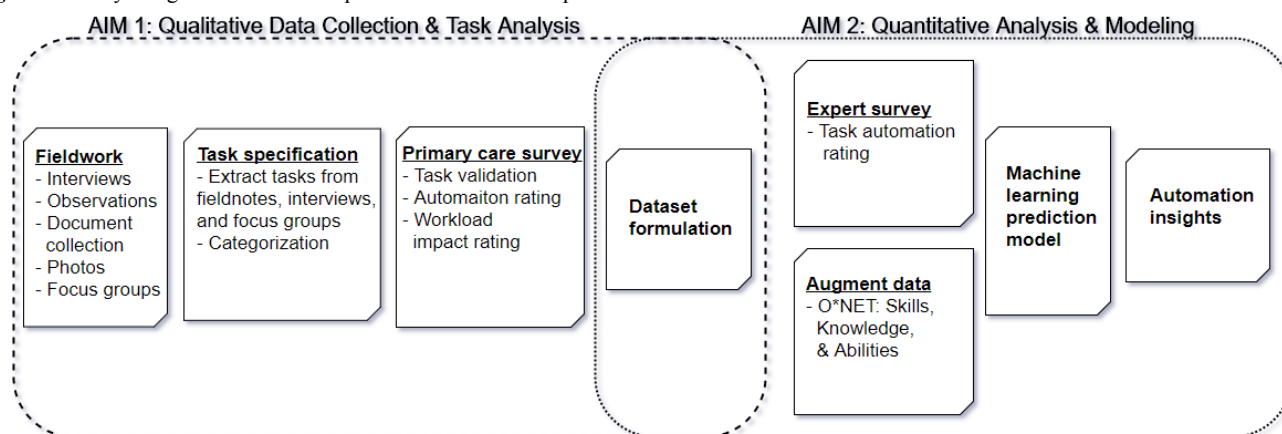 AIM 1: Qualitative Data Collection & Task Analysis
AIM 2: Quantitative Analysis & Modeling
Fieldwork
- Interviews
- Observations
- Document
collection
- Photos
- Focus groups
Task specification
- Extract tasks from
fieldnotes, interviews,
and focus groups
- Categorization
Primary care survey
- Task validation
- Automaiton rating
- Workload
impact rating
Dataset
formulation
Expert survey
- Task automation
rating
Augment data
- O*NET: Skills,
Knowledge,
& Abilities
Machine
learning
prediction
model
Automation
insights